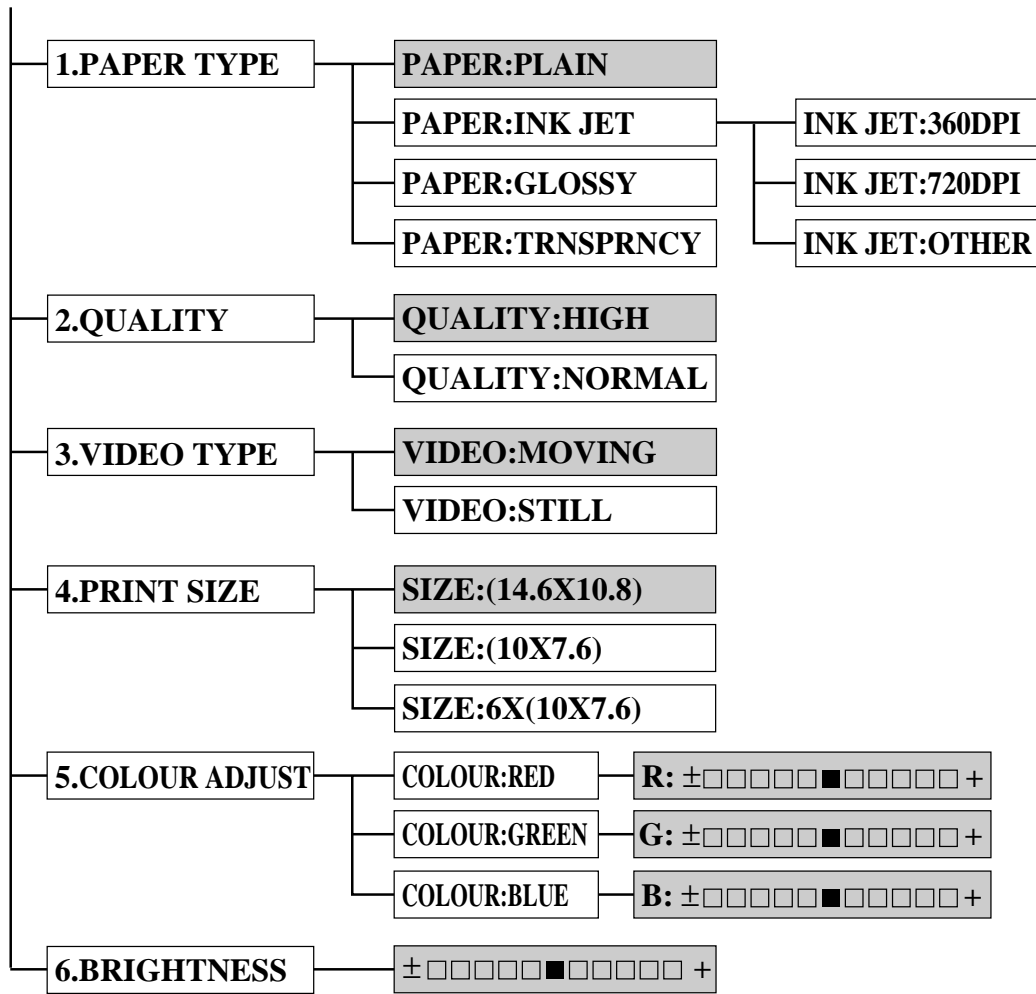 1.PAPER TYPE PAPER:PLAIN
PAPER:INK JET INK JET:360DPI
PAPER:GLOSSY INK JET:720DPI
PAPER:TRNSPRNCY INK JET:OTHER
2.QUALITY QUALITY:HIGH
QUALITY:NORMAL
3.VIDEO TYPE VIDEO:MOVING
VIDEO:STILL
4.PRINT SIZE SIZE:(14.6X10.8)
SIZE:(10X7.6)
SIZE:6X(10X7.6)
5.COLOUR ADJUST COLOUR:RED R: ±□□□□□■□□□□□+
COLOUR:GREEN G: ±□□□□□■□□□□□+
COLOUR:BLUE B: ±□□□□□■□□□□□+
6.BRIGHTNESS ±□□□□□■□□□□□+